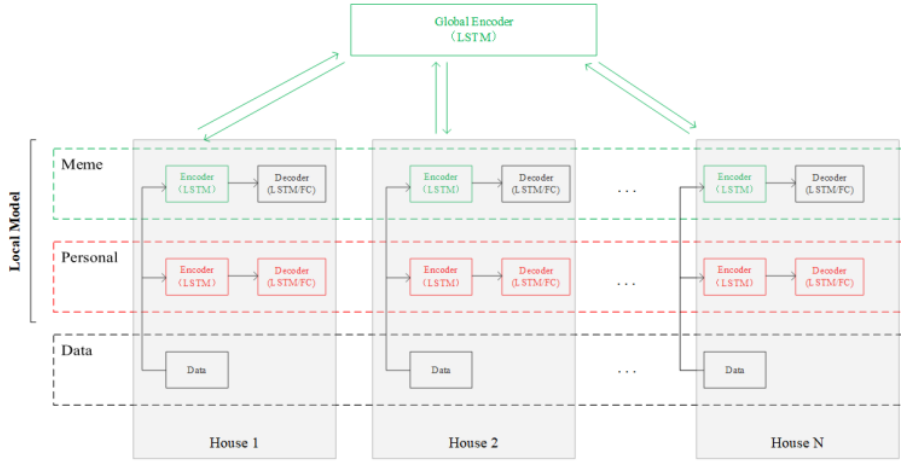 Global Encoder
(LSTM)
Local Model
Meme
Encoder
(LSTM)
Decoder
(LSTM/FC)
Encoder
(LSTM)
Decoder
(LSTM/FC)
...
Encoder
(LSTM)
Decoder
(LSTM/FC)
Personal
Encoder
(LSTM)
Decoder
(LSTM/FC)
Encoder
(LSTM)
Decoder
(LSTM/FC)
...
Encoder
(LSTM)
Decoder
(LSTM/FC)
Data
Data
Data
...
Data
House 1
House 2
House N